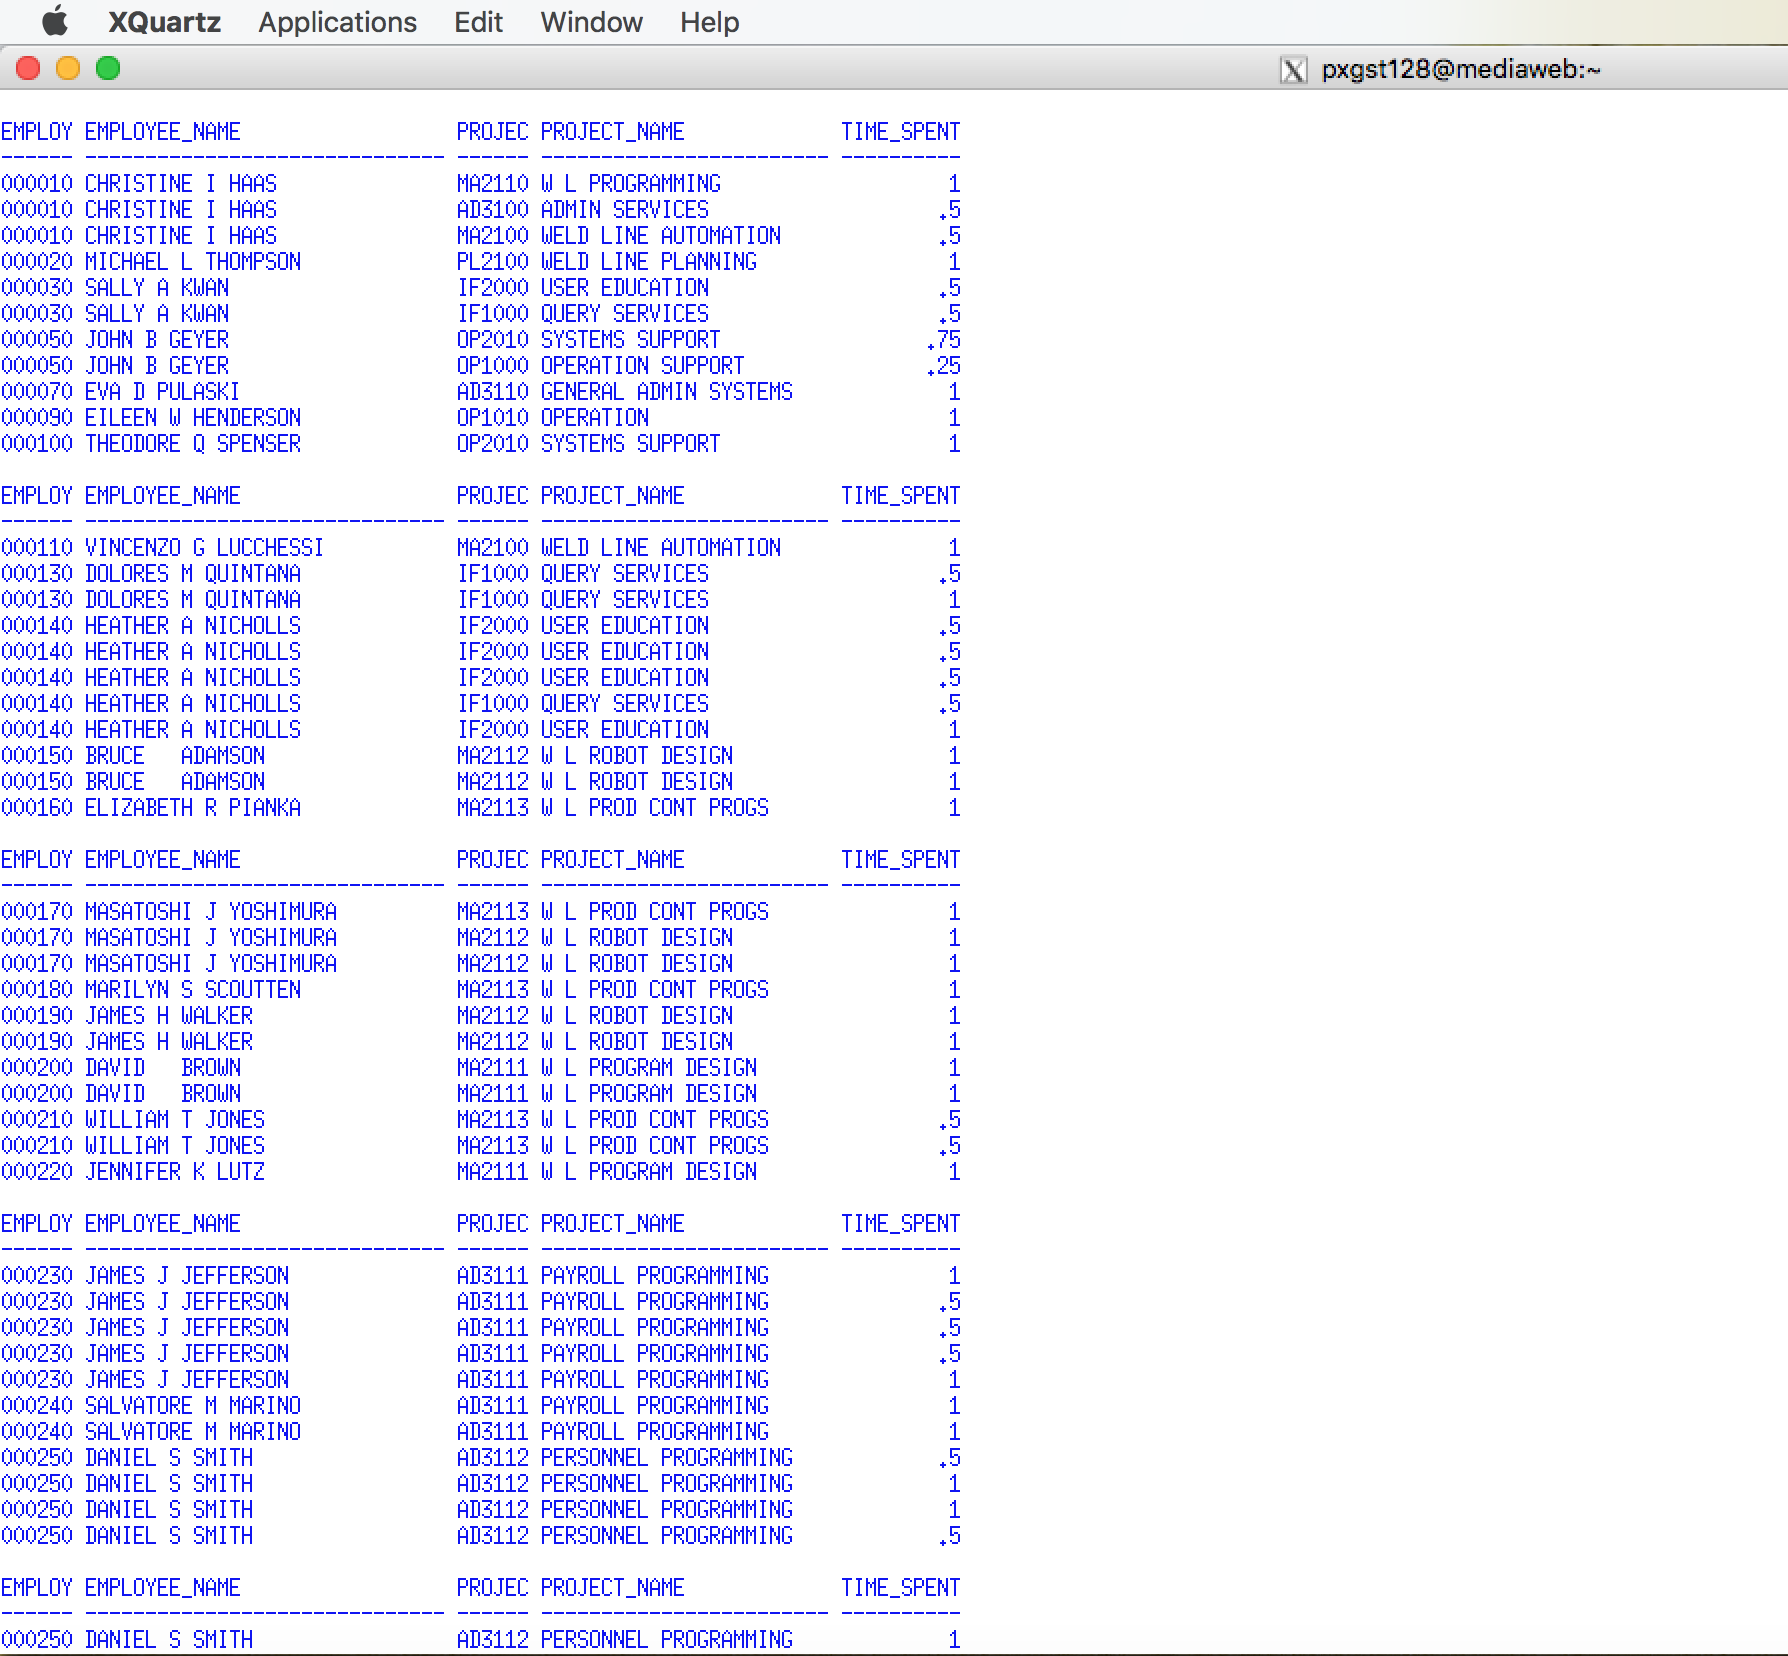 XQuartz Applications Edit Window Help
X pxgst128@mediaweb:~
EMPLOY EMPLOYEE_NAME                  PROJEC PROJECT_NAME             TIME_SPENT
------ ------------------------------ ------ ------------------------ ----------
000010 CHRISTINE I HAAS               MA2110 W L PROGRAMMING                   1
000010 CHRISTINE I HAAS               AD3100 ADMIN SERVICES                   .5
000010 CHRISTINE I HAAS               MA2100 WELD LINE AUTOMATION             .5
000020 MICHAEL L THOMPSON             PL2100 WELD LINE PLANNING                1
000030 SALLY A KWAN                   IF2000 USER EDUCATION                   .5
000030 SALLY A KWAN                   IF1000 QUERY SERVICES                   .5
000050 JOHN B GEYER                   OP2010 SYSTEMS SUPPORT                 .75
000050 JOHN B GEYER                   OP1000 OPERATION SUPPORT               .25
000070 EVA D PULASKI                  AD3110 GENERAL ADMIN SYSTEMS             1
000090 EILEEN W HENDERSON             OP1010 OPERATION                         1
000100 THEODORE Q SPENSER             OP2010 SYSTEMS SUPPORT                   1
EMPLOY EMPLOYEE_NAME                  PROJEC PROJECT_NAME             TIME_SPENT
------ ------------------------------ ------ ------------------------ ----------
000110 VINCENZO G LUCCHESSI           MA2100 WELD LINE AUTOMATION              1
000130 DOLORES M QUINTANA             IF1000 QUERY SERVICES                   .5
000130 DOLORES M QUINTANA             IF1000 QUERY SERVICES                    1
000140 HEATHER A NICHOLLS             IF2000 USER EDUCATION                   .5
000140 HEATHER A NICHOLLS             IF2000 USER EDUCATION                   .5
000140 HEATHER A NICHOLLS             IF2000 USER EDUCATION                   .5
000140 HEATHER A NICHOLLS             IF1000 QUERY SERVICES                   .5
000140 HEATHER A NICHOLLS             IF2000 USER EDUCATION                    1
000150 BRUCE   ADAMSON                MA2112 W L ROBOT DESIGN                  1
000150 BRUCE   ADAMSON                MA2112 W L ROBOT DESIGN                  1
000160 ELIZABETH R PIANKA             MA2113 W L PROD CONT PROGS               1
EMPLOY EMPLOYEE_NAME                  PROJEC PROJECT_NAME             TIME_SPENT
------ ------------------------------ ------ ------------------------ ----------
000170 MASATOSHI J YOSHIMURA          MA2113 W L PROD CONT PROGS               1
000170 MASATOSHI J YOSHIMURA          MA2112 W L ROBOT DESIGN                  1
000170 MASATOSHI J YOSHIMURA          MA2112 W L ROBOT DESIGN                  1
000180 MARILYN S SCOUTTEN             MA2113 W L PROD CONT PROGS               1
000190 JAMES H WALKER                 MA2112 W L ROBOT DESIGN                  1
000190 JAMES H WALKER                 MA2112 W L ROBOT DESIGN                  1
000200 DAVID   BROWN                  MA2111 W L PROGRAM DESIGN                1
000200 DAVID   BROWN                  MA2111 W L PROGRAM DESIGN                1
000210 WILLIAM T JONES                MA2113 W L PROD CONT PROGS              .5
000210 WILLIAM T JONES                MA2113 W L PROD CONT PROGS              .5
000220 JENNIFER K LUTZ                MA2111 W L PROGRAM DESIGN                1
EMPLOY EMPLOYEE_NAME                  PROJEC PROJECT_NAME             TIME_SPENT
------ ------------------------------ ------ ------------------------ ----------
000230 JAMES J JEFFERSON              AD3111 PAYROLL PROGRAMMING               1
000230 JAMES J JEFFERSON              AD3111 PAYROLL PROGRAMMING              .5
000230 JAMES J JEFFERSON              AD3111 PAYROLL PROGRAMMING              .5
000230 JAMES J JEFFERSON              AD3111 PAYROLL PROGRAMMING              .5
000230 JAMES J JEFFERSON              AD3111 PAYROLL PROGRAMMING               1
000240 SALVATORE M MARINO             AD3111 PAYROLL PROGRAMMING               1
000240 SALVATORE M MARINO             AD3111 PAYROLL PROGRAMMING               1
000250 DANIEL S SMITH                 AD3112 PERSONNEL PROGRAMMING            .5
000250 DANIEL S SMITH                 AD3112 PERSONNEL PROGRAMMING             1
000250 DANIEL S SMITH                 AD3112 PERSONNEL PROGRAMMING             1
000250 DANIEL S SMITH                 AD3112 PERSONNEL PROGRAMMING            .5
EMPLOY EMPLOYEE_NAME                  PROJEC PROJECT_NAME             TIME_SPENT
------ ------------------------------ ------ ------------------------ ----------
000250 DANIEL S SMITH                 AD3112 PERSONNEL PROGRAMMING             1